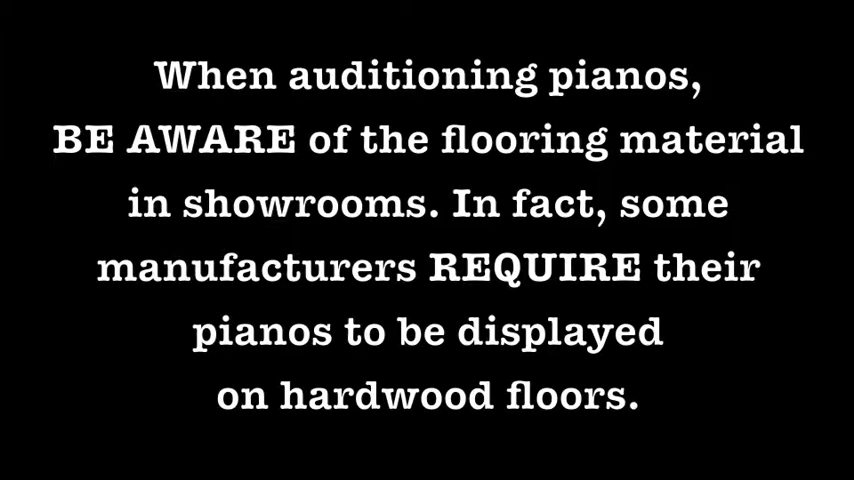 When auditioning pianos,
BE AWARE of the flooring material
in showrooms. In fact, some
manufacturers REQUIRE their
pianos to be displayed
on hardwood floors.